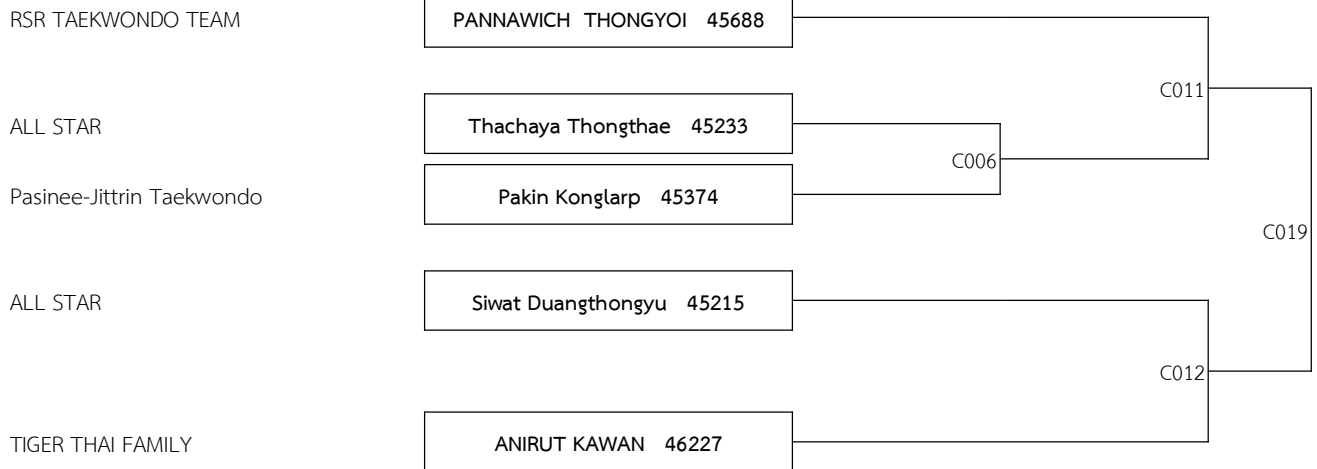 RSR TAEKWONDO TEAM PANNAWICH THONGYOI 45688
C011
ALL STAR Thachaya Thongthae 45233
C006
Pasinee-Jittrin Taekwondo Pakin Konglarp 45374
C019
ALL STAR Siwat Duangthongyu 45215
C012
TIGER THAI FAMILY ANIRUT KAWAN 46227